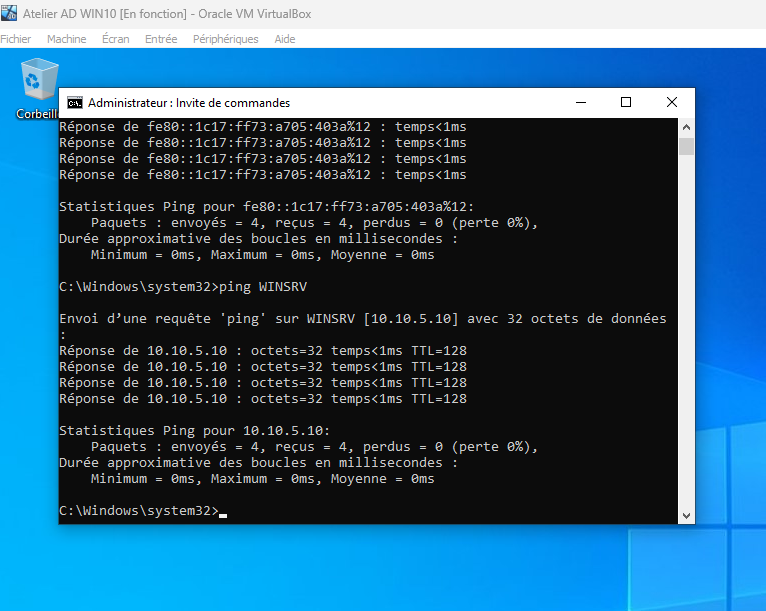 Atelier AD WIN10 [En fonction] - Oracle VM VirtualBox
Fichier Machine Écran Entrée Périphériques Aide
Corbeill
Administrateur : Invite de commandes
Réponse de fe80::1c17:ff73:a705:403a%12 : temps<1ms
Réponse de fe80::1c17:ff73:a705:403a%12 : temps<1ms
Réponse de fe80::1c17:ff73:a705:403a%12 : temps<1ms
Réponse de fe80::1c17:ff73:a705:403a%12 : temps<1ms
Statistiques Ping pour fe80::1c17:ff73:a705:403a%12:
Paquets : envoyés = 4, reçus = 4, perdus = 0 (perte 0%),
Durée approximative des boucles en millisecondes :
Minimum = 0ms, Maximum = 0ms, Moyenne = 0ms
C:\Windows\system32>ping WINSRV
Envoi d’une requête 'ping' sur WINSRV [10.10.5.10] avec 32 octets de données
:
Réponse de 10.10.5.10 : octets=32 temps<1ms TTL=128
Réponse de 10.10.5.10 : octets=32 temps<1ms TTL=128
Réponse de 10.10.5.10 : octets=32 temps<1ms TTL=128
Réponse de 10.10.5.10 : octets=32 temps<1ms TTL=128
Statistiques Ping pour 10.10.5.10:
Paquets : envoyés = 4, reçus = 4, perdus = 0 (perte 0%),
Durée approximative des boucles en millisecondes :
Minimum = 0ms, Maximum = 0ms, Moyenne = 0ms
C:\Windows\system32>